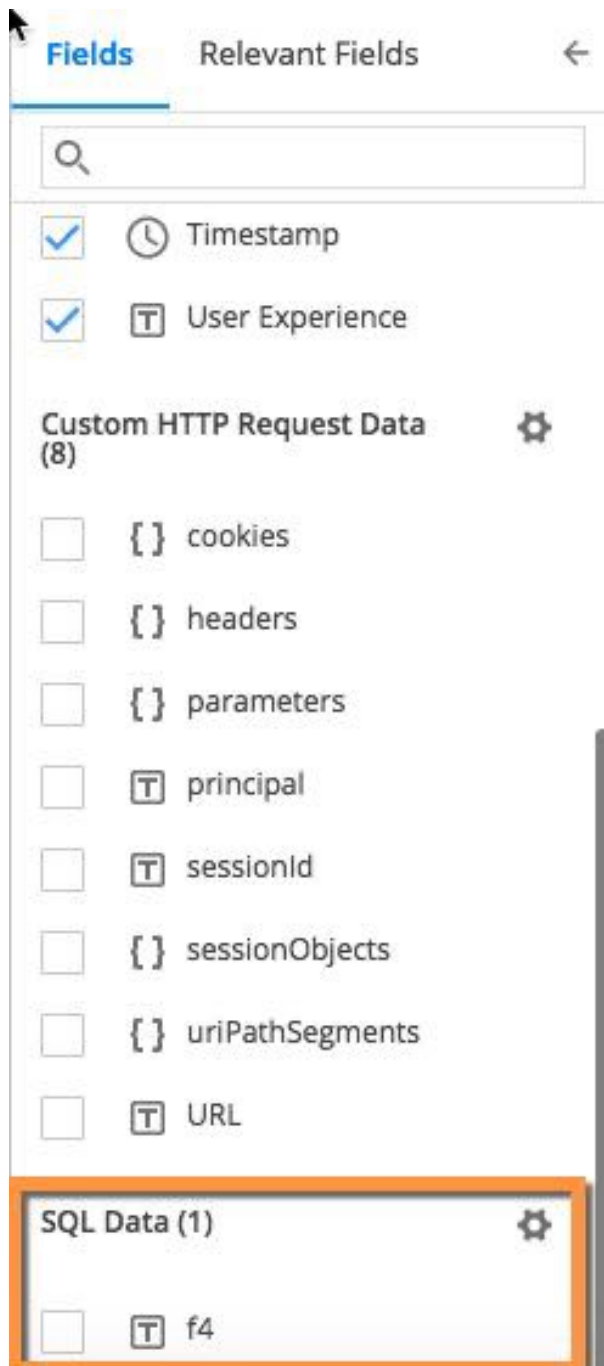 Fields Relevant Fields
Timestamp
User Experience
Custom HTTP Request Data
(8)
{} cookies
{} headers
{} parameters
T principal
T sessionId
{} sessionObjects
{} uriPathSegments
T URL
SQL Data (1)
T f4